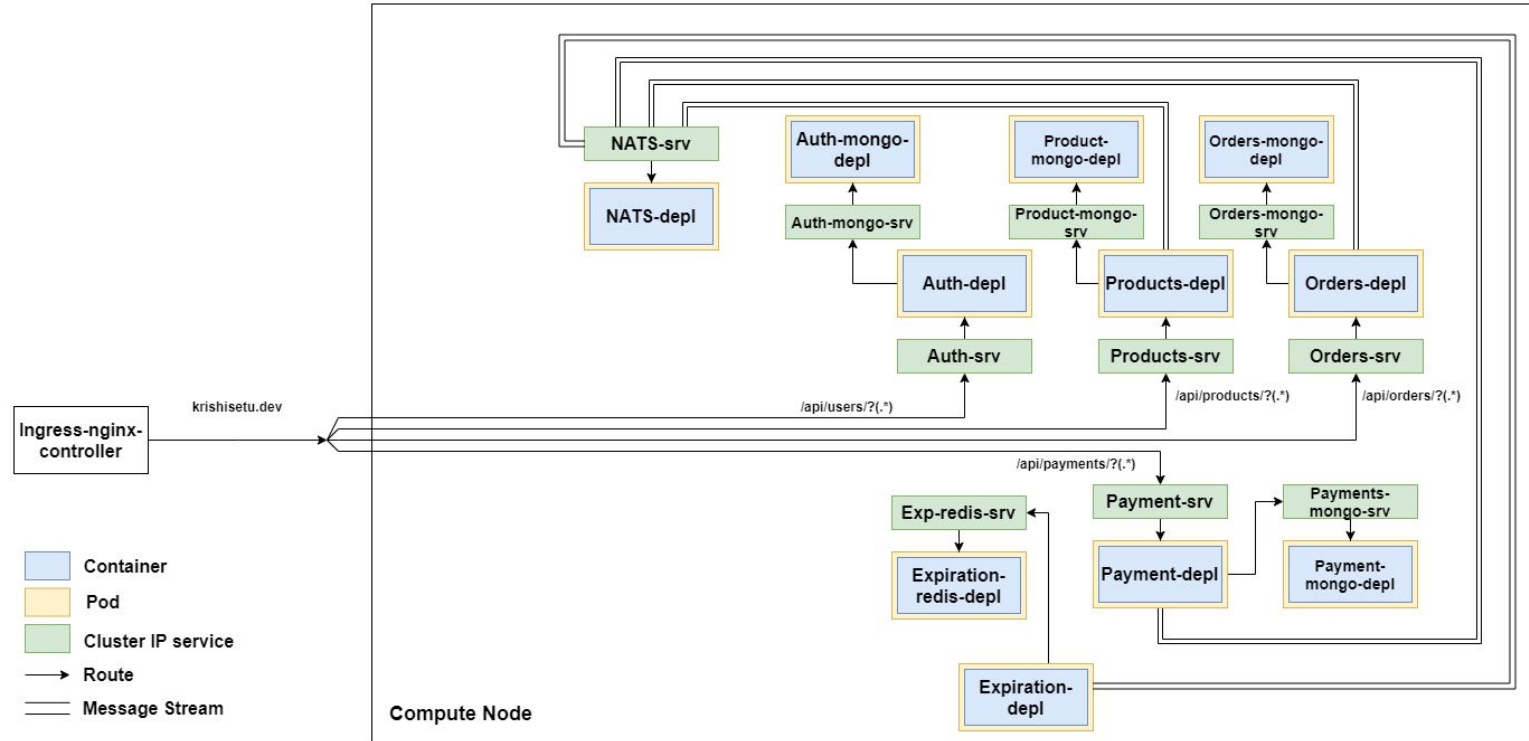 NATS-srv
NATS-depl
Auth-mongo-
depl
Product-
mongo-depl
Orders-mongo-
depl
Auth-mongo-srv
Product-mongo-
srv
Orders-mongo-
srv
Auth-depl
Products-depl
Orders-depl
Auth-srv
Products-srv
Orders-srv
krishisetu.dev
/api/users/?(.*)
/api/products/?(.*)
/api/orders/?(.*)
Ingress-nginx-
controller
/api/payments/?(.*)
Exp-redis-srv
Payment-srv
Payments-
mongo-srv
Expiration-
redis-depl
Payment-depl
Payment-
mongo-depl
Expiration-
depl
Container
Pod
Cluster IP service
Route
Message Stream
Compute Node